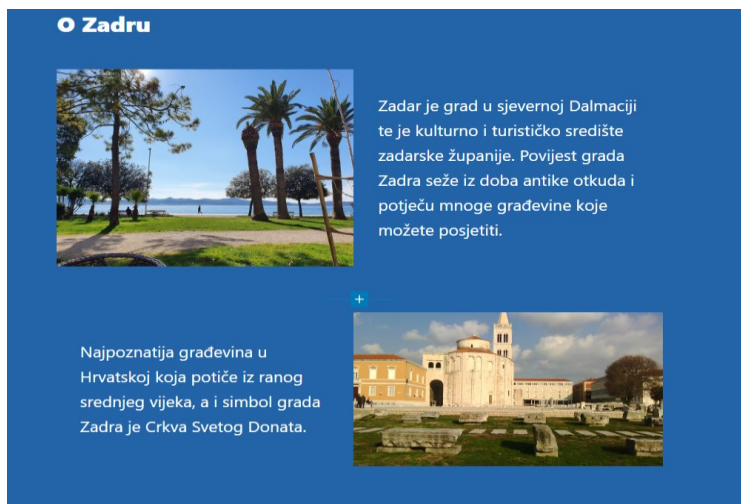 O Zadru
Zadar je grad u sjevernoj Dalmaciji
te je kulturno i turističko središte
zadarske županije. Povijest grada
Zadra seže iz doba antike otkuda i
potječu mnoge građevine koje
možete posjetiti.
Najpoznatija građevina u
Hrvatskoj koja potiče iz ranog
srednjeg vijeka, a i simbol grada
Zadra je Crkva Svetog Donata.